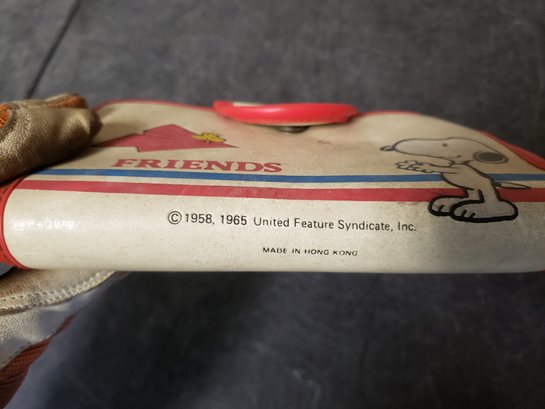 FRIENDS
©1958, 1965 United Feature Syndicate, Inc.
MADE IN HONG KONG